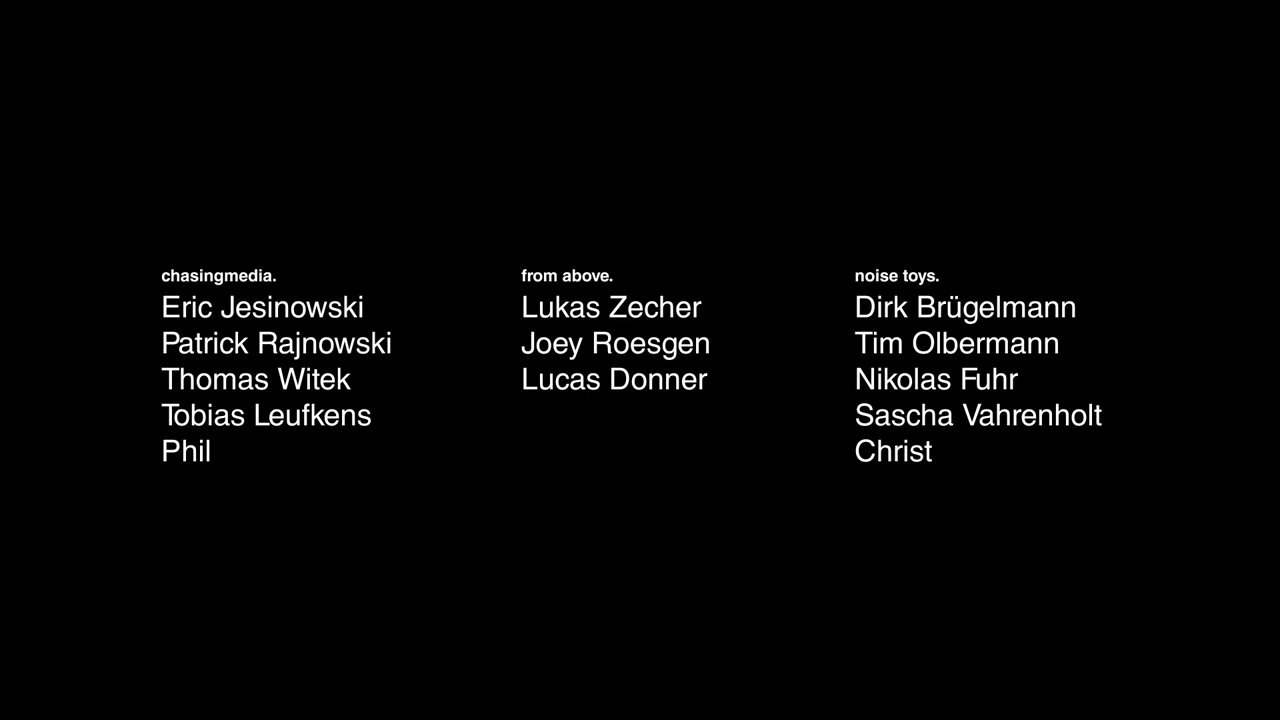 chasingmedia.
Eric Jesinowski
Patrick Rajnowski
Thomas Witek
Tobias Leufkens
Phil
from above.
Lukas Zecher
Joey Roesgen
Lucas Donner
noise toys.
Dirk Brügelmann
Tim Olbermann
Nikolas Fuhr
Sascha Vahrenholt
Christ